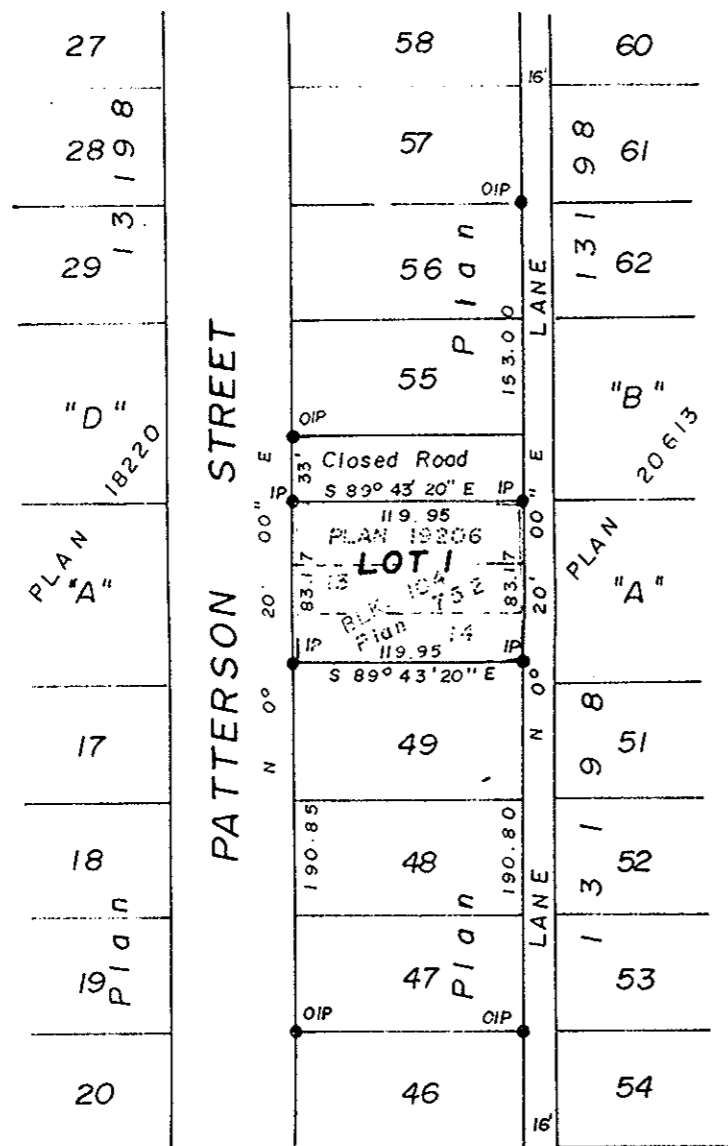 27
58
60
16'
28
57
61
13198
13198
OIP
29
56
62
Plan
LANE
153.00
"D"
18220
55
"B"
20613
PATTERSON STREET
OIP
33'
Closed Road
S 89° 43' 20" E
IP
IP
119.95
PLAN 19206
LOT 1
13
BLK. 104
Plan 752
14
83.17
83.17
N 0° 20' 00" E
N 0° 20' 00" E
PLAN
"A"
PLAN
"A"
IP
IP
119.95
S 89° 43' 20" E
17
49
51
190.85
190.80
18
48
52
13198
Plan
Plan
LANE
19
47
53
OIP
OIP
20
46
54
16'